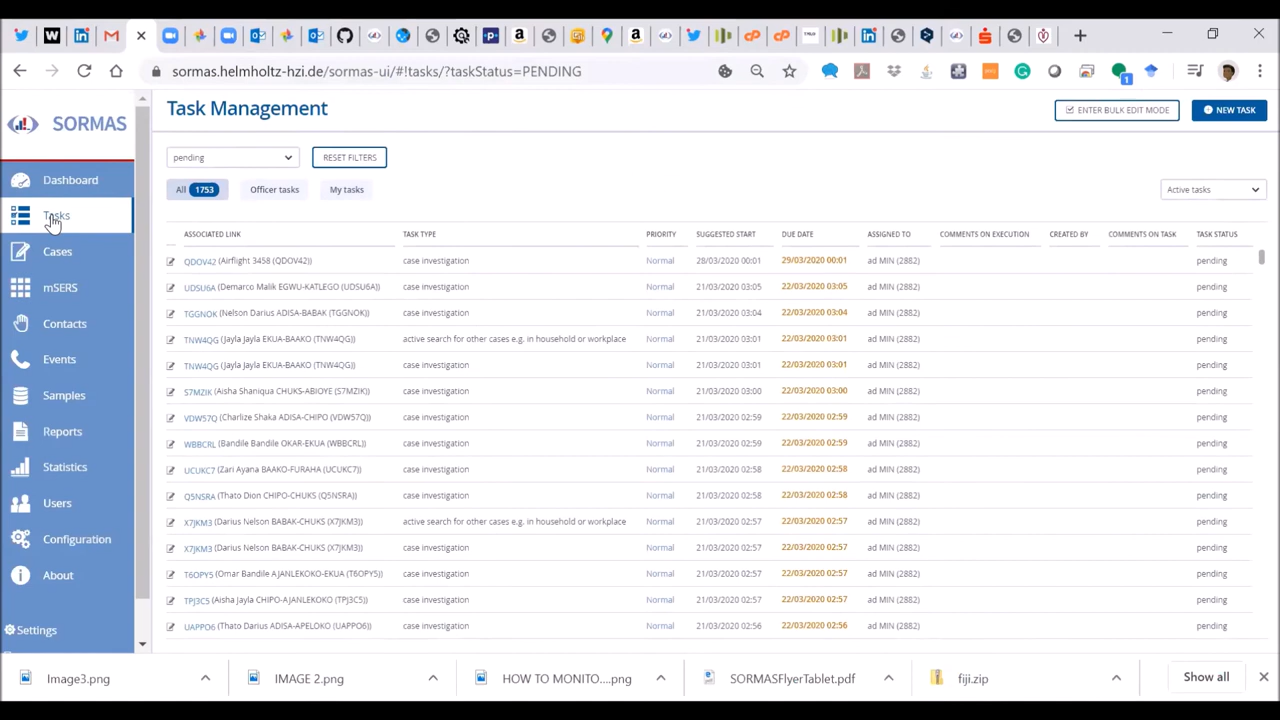 sormas.helmholtz-hzi.de/sormas-ui/#!tasks/?taskStatus=PENDING
SORMAS
Dashboard
Tasks
Cases
mSERS
Contacts
Events
Samples
Reports
Statistics
Users
Configuration
About
Settings
Task Management
ENTER BULK EDIT MODE
NEW TASK
pending RESET FILTERS
All 1753 Officer tasks My tasks Active tasks
ASSOCIATED LINK TASK TYPE PRIORITY SUGGESTED START DUE DATE ASSIGNED TO COMMENTS ON EXECUTION CREATED BY COMMENTS ON TASK TASK STATUS
QDOV42 (Airflight 3458 (QDOV42)) case investigation Normal 28/03/2020 00:01 29/03/2020 00:01 ad MIN (2882) pending
UDSU6A (Demarco Malik EGWU-KATLEGO (UDSU6A)) case investigation Normal 21/03/2020 03:05 22/03/2020 03:05 ad MIN (2882) pending
TGGNOK (Nelson Darius ADISA-BABAK (TGGNOK)) case investigation Normal 21/03/2020 03:04 22/03/2020 03:04 ad MIN (2882) pending
TNW4QG (Jayla Jayla EKUA-BAAKO (TNW4QG)) active search for other cases e.g. in household or workplace Normal 21/03/2020 03:01 22/03/2020 03:01 ad MIN (2882) pending
TNW4QG (Jayla Jayla EKUA-BAAKO (TNW4QG)) case investigation Normal 21/03/2020 03:01 22/03/2020 03:01 ad MIN (2882) pending
S7MZIK (Aisha Shaniqua CHUKS-ABIOYE (S7MZIK)) case investigation Normal 21/03/2020 03:00 22/03/2020 03:00 ad MIN (2882) pending
VDW57Q (Charlize Shaka ADISA-CHIPO (VDW57Q)) case investigation Normal 21/03/2020 02:59 22/03/2020 02:59 ad MIN (2882) pending
WBBCRL (Bandile Bandile OKAR-EKUA (WBBCRL)) case investigation Normal 21/03/2020 02:59 22/03/2020 02:59 ad MIN (2882) pending
UCUKC7 (Zari Ayana BAAKO-FURAHA (UCUKC7)) case investigation Normal 21/03/2020 02:58 22/03/2020 02:58 ad MIN (2882) pending
Q5NSRA (Thato Dion CHIPO-CHUKS (Q5NSRA)) case investigation Normal 21/03/2020 02:58 22/03/2020 02:58 ad MIN (2882) pending
X7JKM3 (Darius Nelson BABAK-CHUKS (X7JKM3)) active search for other cases e.g. in household or workplace Normal 21/03/2020 02:57 22/03/2020 02:57 ad MIN (2882) pending
X7JKM3 (Darius Nelson BABAK-CHUKS (X7JKM3)) case investigation Normal 21/03/2020 02:57 22/03/2020 02:57 ad MIN (2882) pending
T6OPY5 (Omar Bandile AJANLEKOKO-EKUA (T6OPY5)) case investigation Normal 21/03/2020 02:57 22/03/2020 02:57 ad MIN (2882) pending
TPJ3C5 (Aisha Jayla CHIPO-AJANLEKOKO (TPJ3C5)) case investigation Normal 21/03/2020 02:57 22/03/2020 02:57 ad MIN (2882) pending
UAPPO6 (Thato Darius ADISA-APELOKO (UAPPO6)) case investigation Normal 21/03/2020 02:56 22/03/2020 02:56 ad MIN (2882) pending
Image3.png IMAGE 2.png HOW TO MONITO....png SORMASFlyerTablet.pdf fiji.zip Show all